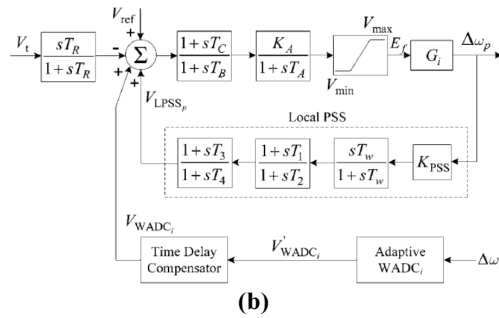 V_ref
V_t
sT_R
1+sT_R
-
+
+
+
Σ
1+sT_C
1+sT_B
K_A
1+sT_A
V_max
V_min
E_f
G_i
Δω_p
V_LPSS_p
Local PSS
1+sT_3
1+sT_4
1+sT_1
1+sT_2
sT_w
1+sT_w
K_PSS
V_WADC_i
Time Delay
Compensator
V'_WADC_i
Adaptive
WADC_i
Δω
(b)